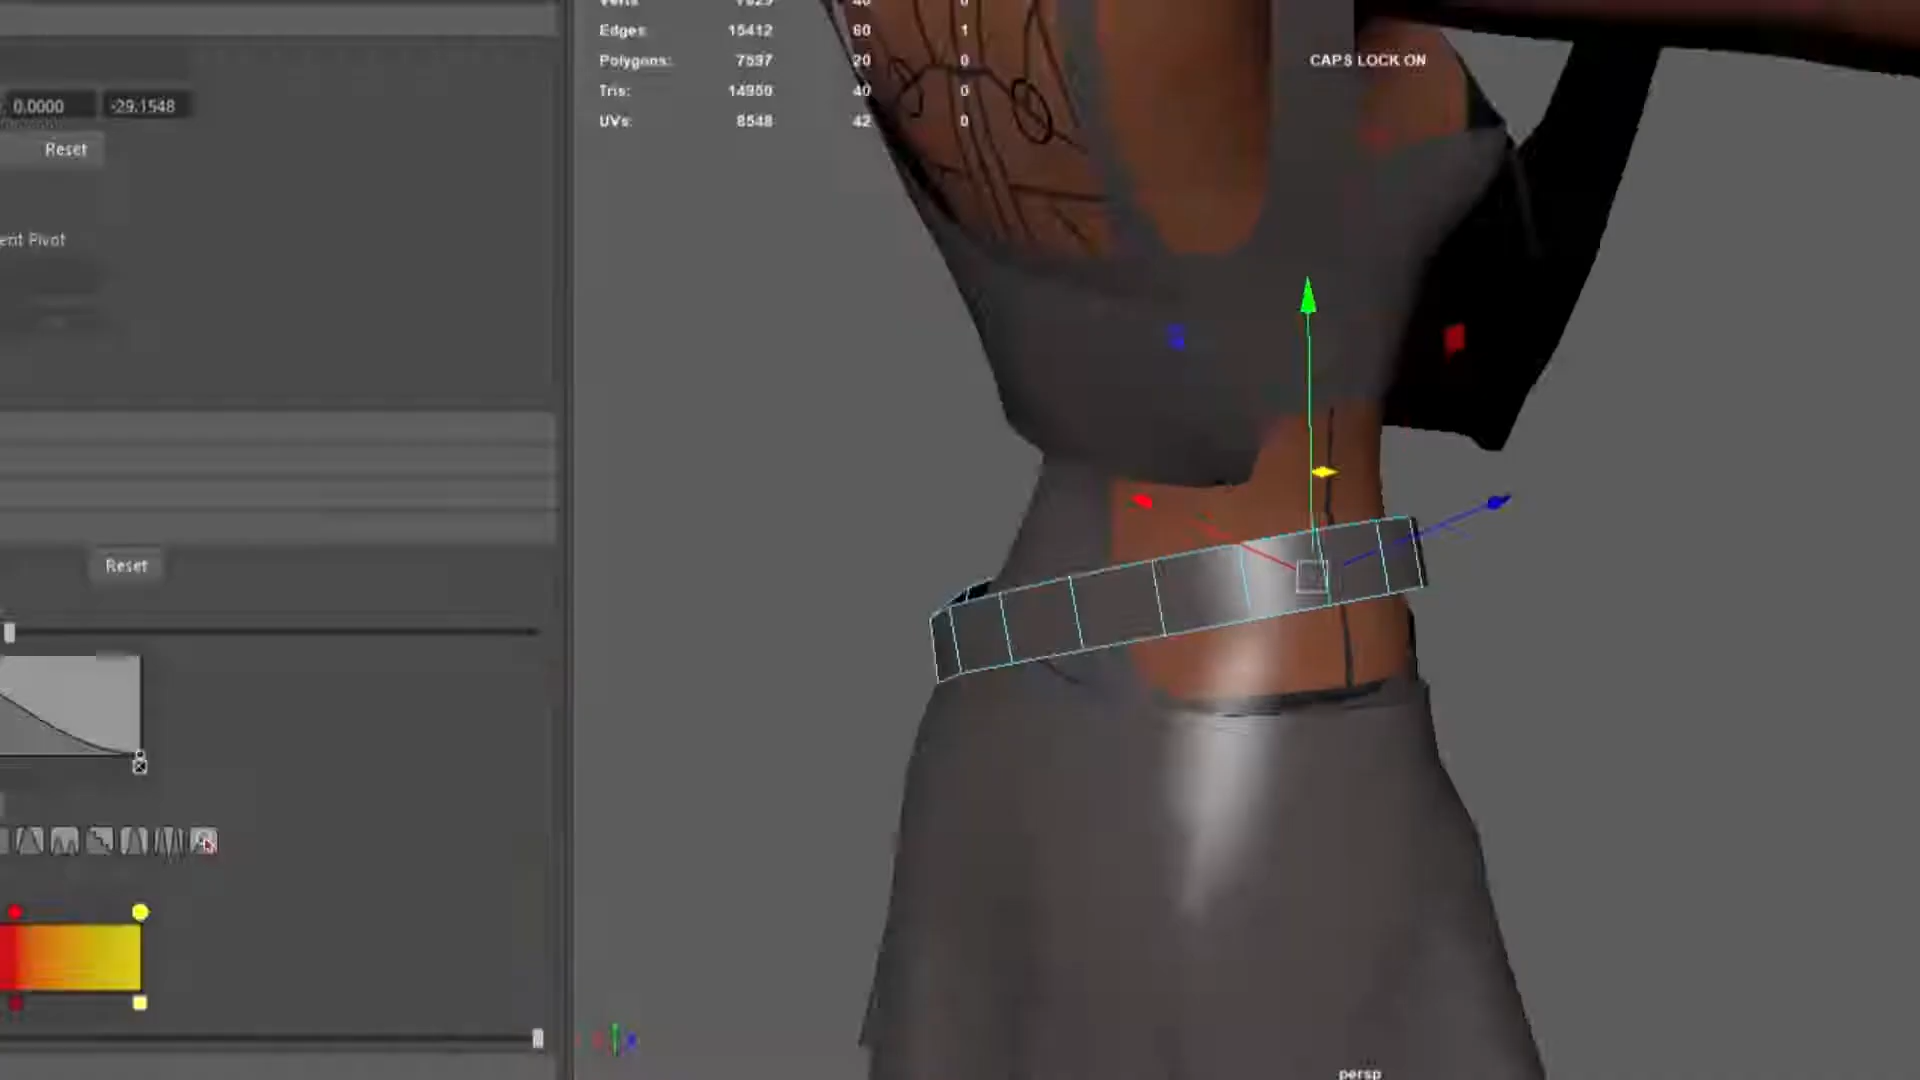 Edges: 15412 60 1
CAPS LOCK ON
Polygons: 7597 20 0
Tris: 14950 40 0
0.0000 -29.1548
UVs: 8548 42 0
Reset
ent Pivot
Reset
persp